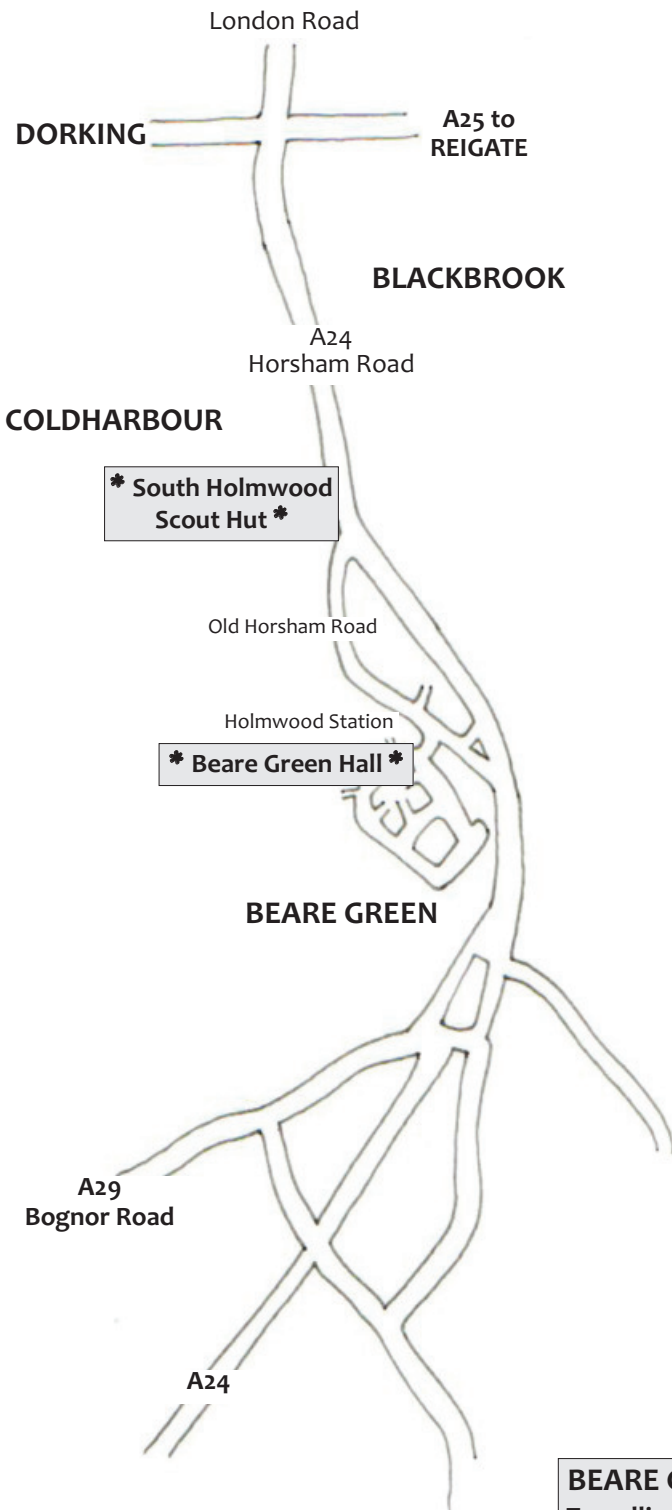 London Road
DORKING
A25 to
REIGATE
BLACKBROOK
A24
Horsham Road
COLDHARBOUR
* South Holmwood
Scout Hut *
Old Horsham Road
Holmwood Station
* Beare Green Hall *
BEARE GREEN
A29
Bognor Road
A24
BEARE